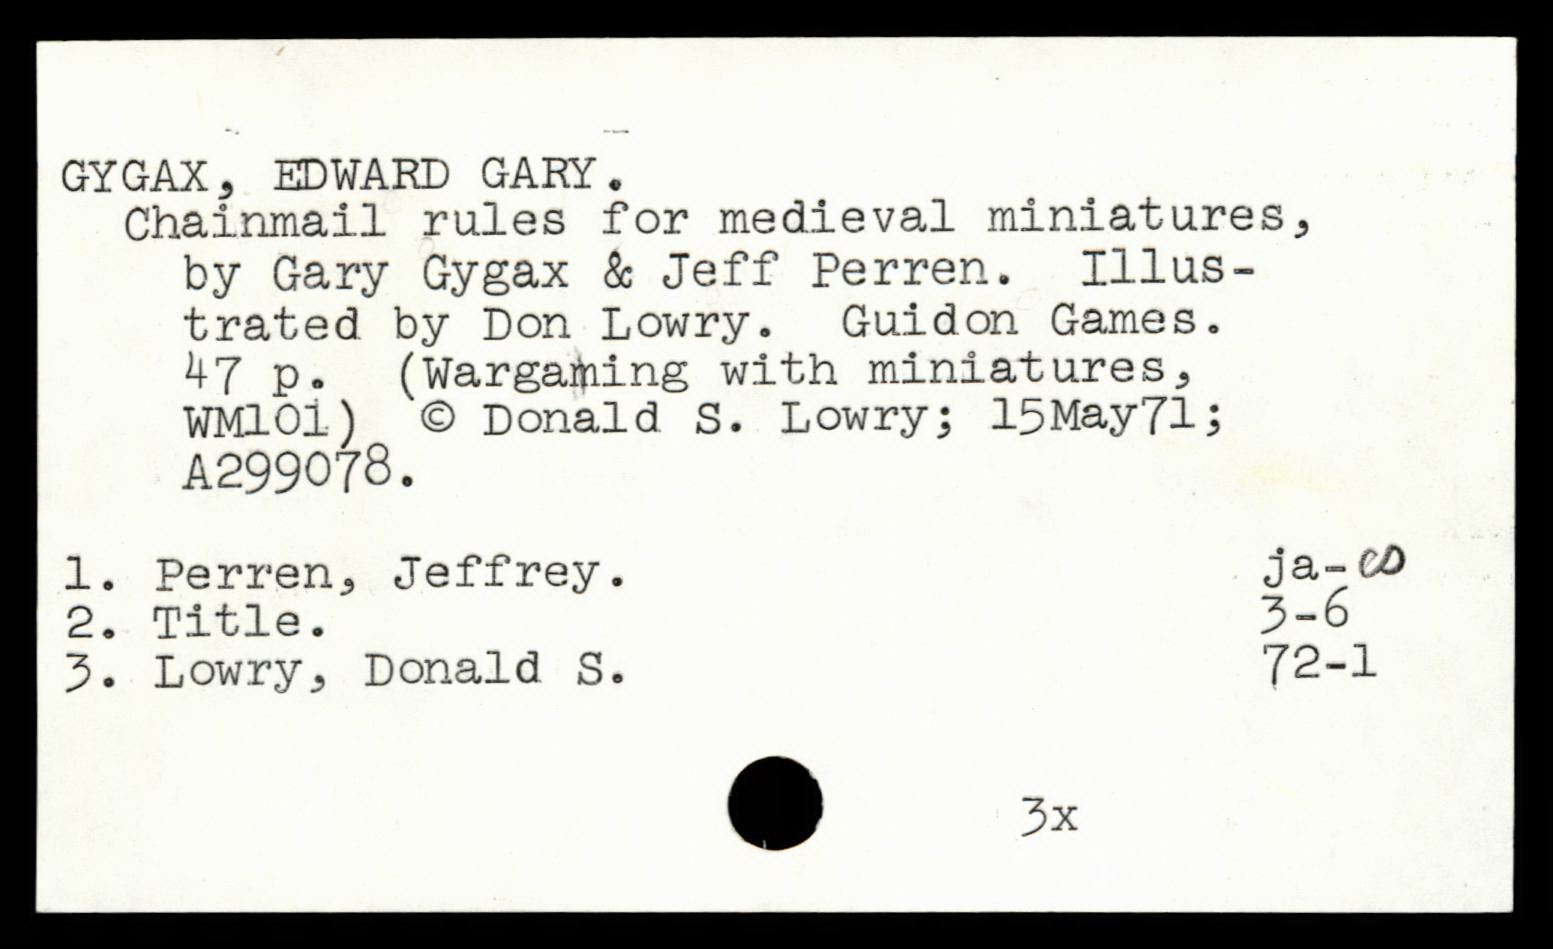 GYGAX, EDWARD GARY.
Chainmail rules for medieval miniatures,
by Gary Gygax & Jeff Perren. Illus-
trated by Don Lowry. Guidon Games.
47 p. (Wargaming with miniatures,
WM101) © Donald S. Lowry; 15May71;
A299078.
1. Perren, Jeffrey.
2. Title.
3. Lowry, Donald S.
ja-cs
3-6
72-1
3x